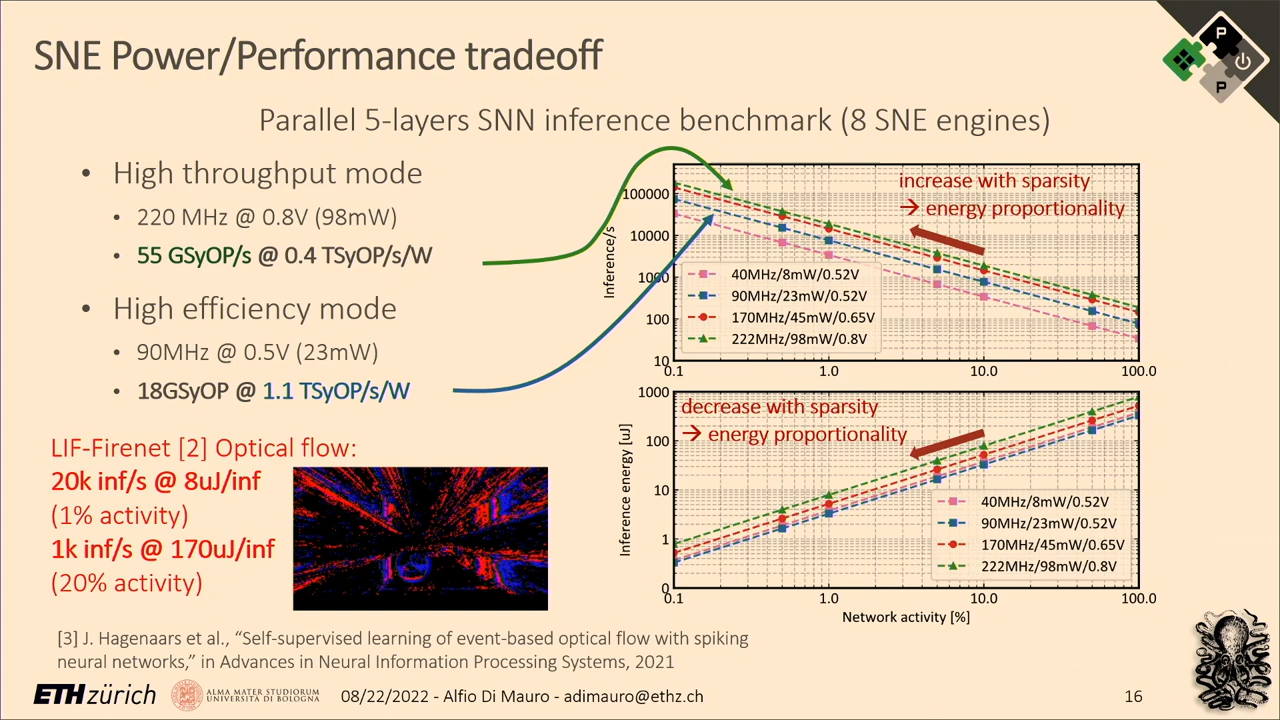 SNE Power/Performance tradeoff
P
P
Parallel 5-layers SNN inference benchmark (8 SNE engines)
• High throughput mode
• 220 MHz @ 0.8V (98mW)
• 55 GSyOP/s @ 0.4 TSyOP/s/W
• High efficiency mode
• 90MHz @ 0.5V (23mW)
• 18GSyOP @ 1.1 TSyOP/s/W
LIF-Firenet [2] Optical flow:
20k inf/s @ 8uJ/inf
(1% activity)
1k inf/s @ 170uJ/inf
(20% activity)
Inference/s
100000
10000
1000
100
10
increase with sparsity
→ energy proportionality
40MHz/8mW/0.52V
90MHz/23mW/0.52V
170MHz/45mW/0.65V
222MHz/98mW/0.8V
0.1 1.0 10.0 100.0
Inference energy [uJ]
1000
100
10
1
0
decrease with sparsity
→ energy proportionality
40MHz/8mW/0.52V
90MHz/23mW/0.52V
170MHz/45mW/0.65V
222MHz/98mW/0.8V
0.1 1.0 10.0 100.0
Network activity [%]
[3] J. Hagenaars et al., “Self-supervised learning of event-based optical flow with spiking
neural networks,” in Advances in Neural Information Processing Systems, 2021
ETH zürich
ALMA MATER STUDIORUM
UNIVERSITÀ DI BOLOGNA
08/22/2022 - Alfio Di Mauro - adimauro@ethz.ch
16